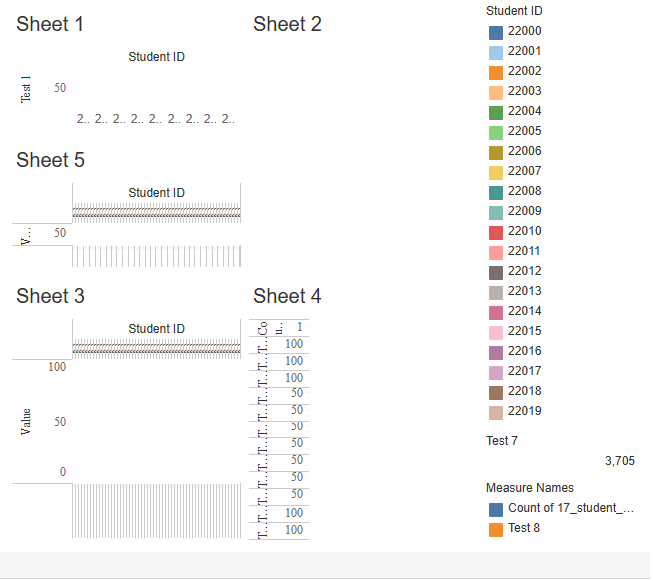 Sheet 1
Student ID
Test 1
50
2.. 2.. 2.. 2.. 2.. 2.. 2.. 2.. 2..
Sheet 2
Sheet 5
Student ID
V...
50
Sheet 3
Student ID
Value
100
50
0
Sheet 4
Co
u..
1
T...
100
T...
100
T...
100
T...
50
T...
50
T...
50
T...
50
T...
50
T...
50
T...
50
T...
100
T...
100
Student ID
22000
22001
22002
22003
22004
22005
22006
22007
22008
22009
22010
22011
22012
22013
22014
22015
22016
22017
22018
22019
Test 7
3,705
Measure Names
Count of 17_student_...
Test 8